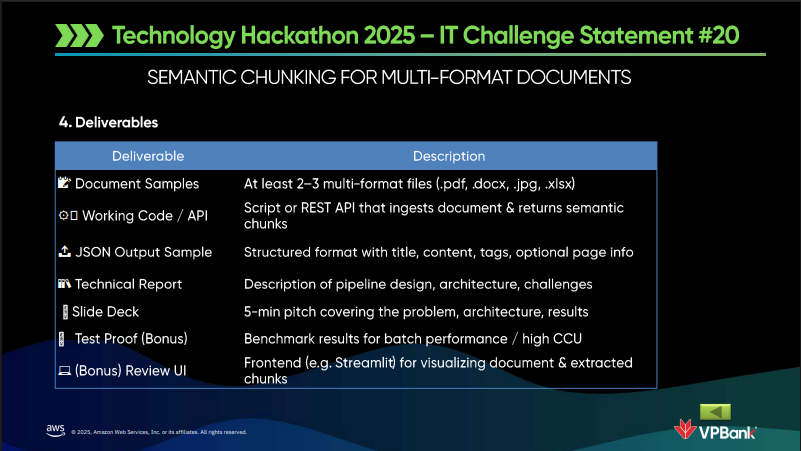 Technology Hackathon 2025 – IT Challenge Statement #20
SEMANTIC CHUNKING FOR MULTI-FORMAT DOCUMENTS
4. Deliverables
Deliverable Description
Document Samples At least 2–3 multi-format files (.pdf, .docx, .jpg, .xlsx)
Working Code / API Script or REST API that ingests document & returns semantic
chunks
JSON Output Sample Structured format with title, content, tags, optional page info
Technical Report Description of pipeline design, architecture, challenges
Slide Deck 5-min pitch covering the problem, architecture, results
Test Proof (Bonus) Benchmark results for batch performance / high CCU
(Bonus) Review UI Frontend (e.g. Streamlit) for visualizing document & extracted
chunks
aws © 2025, Amazon Web Services, Inc. or its affiliates. All rights reserved.
VPBank